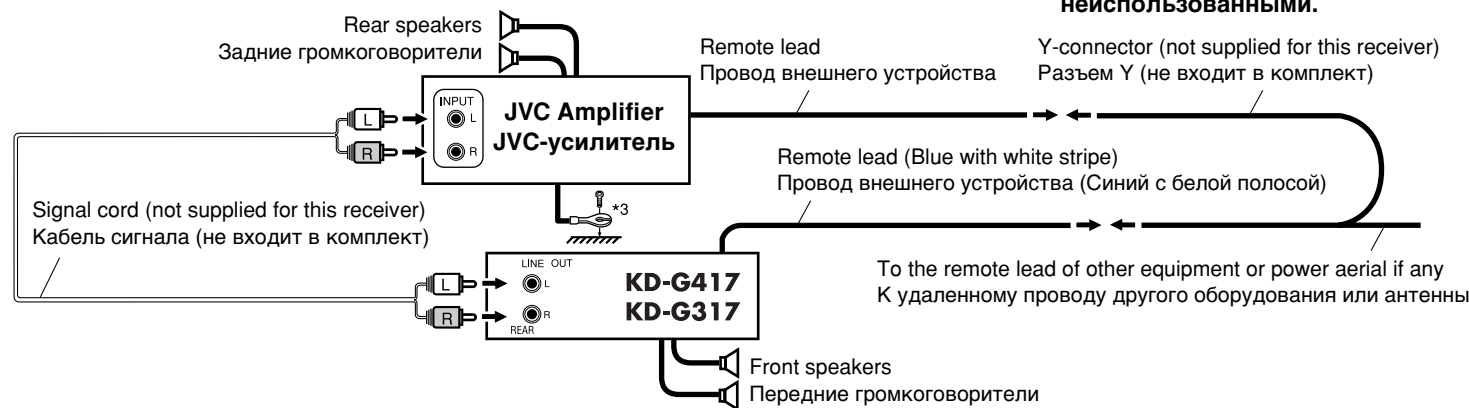 неиспользованными.
Rear speakers
Задние громкоговорители
Remote lead
Провод внешнего устройства
Y-connector (not supplied for this receiver)
Разъем Y (не входит в комплект)
INPUT
L
R
L
R
JVC Amplifier
JVC-усилитель
Remote lead (Blue with white stripe)
Провод внешнего устройства (Синий с белой полосой)
*3
Signal cord (not supplied for this receiver)
Кабель сигнала (не входит в комплект)
LINE OUT
L
R
L
R
REAR
KD-G417
KD-G317
To the remote lead of other equipment or power aerial if any
К удаленному проводу другого оборудования или антенны
Front speakers
Передние громкоговорители